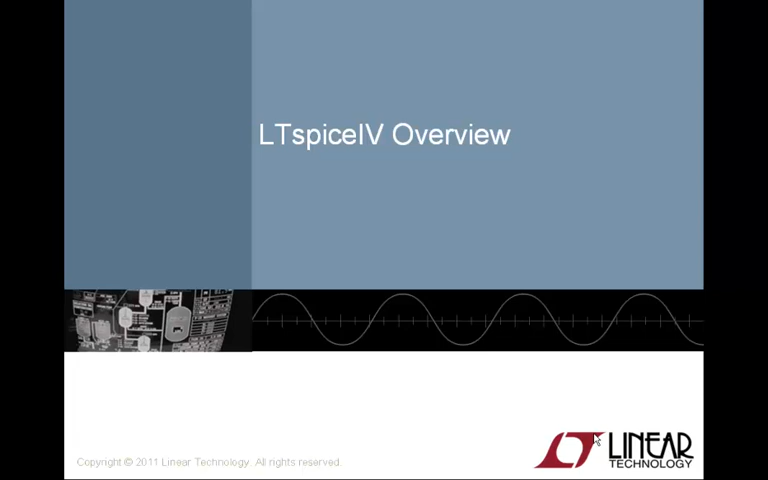 LTspiceIV Overview
Copyright © 2011 Linear Technology. All rights reserved.
LINEAR
TECHNOLOGY